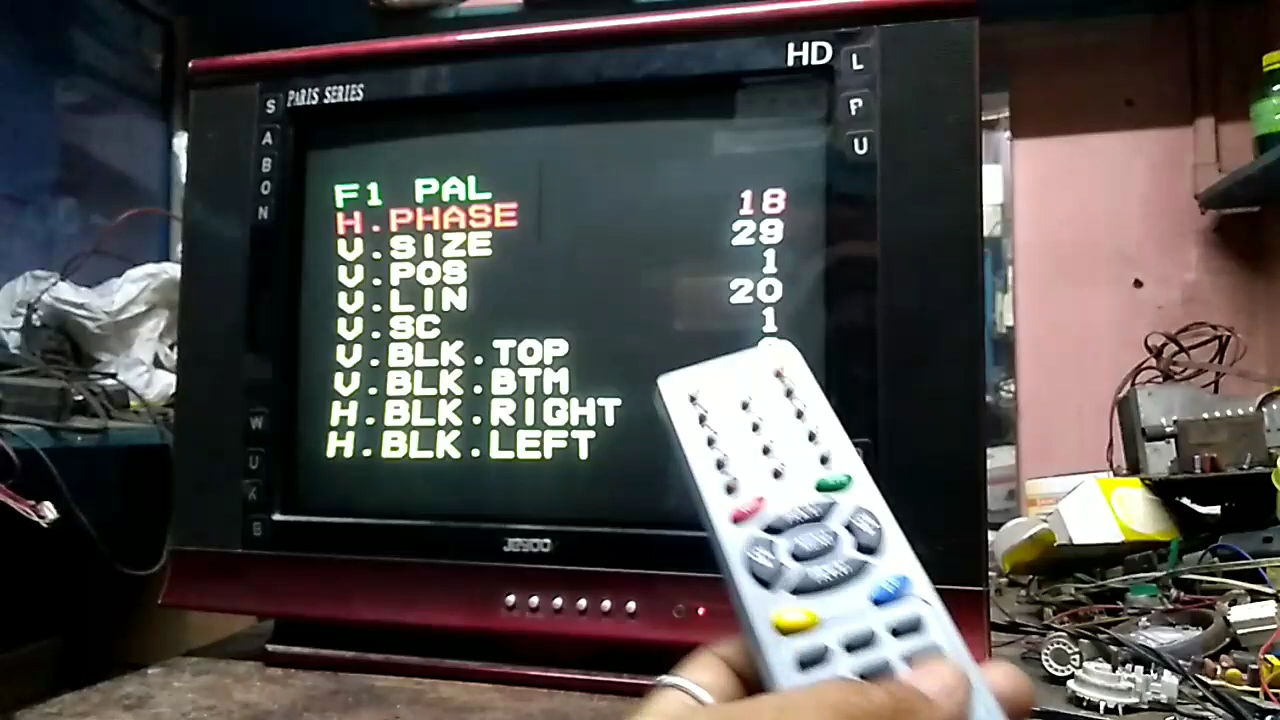 HD
PARIS SERIES
S
A
B
O
N
L
P
U
F1 PAL
H.PHASE 18
V.SIZE 29
V.POS 1
V.LIN 20
V.SC 1
V.BLK.TOP
V.BLK.BTM
H.BLK.RIGHT
H.BLK.LEFT
W
U
K
B